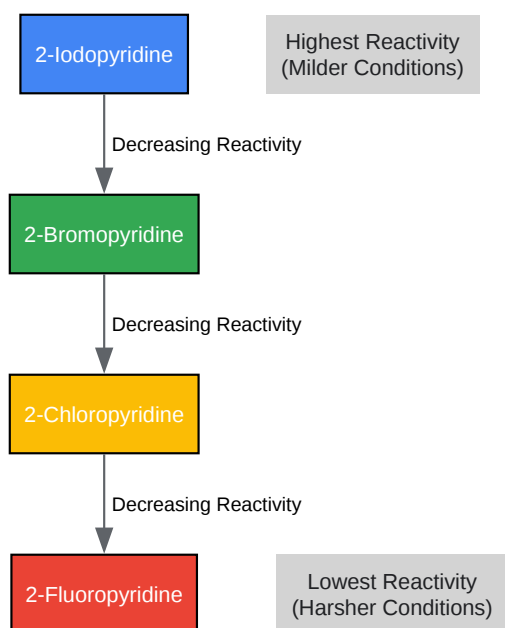 2-Iodopyridine
Highest Reactivity
(Milder Conditions)
Decreasing Reactivity
2-Bromopyridine
Decreasing Reactivity
2-Chloropyridine
Decreasing Reactivity
2-Fluoropyridine
Lowest Reactivity
(Harsher Conditions)